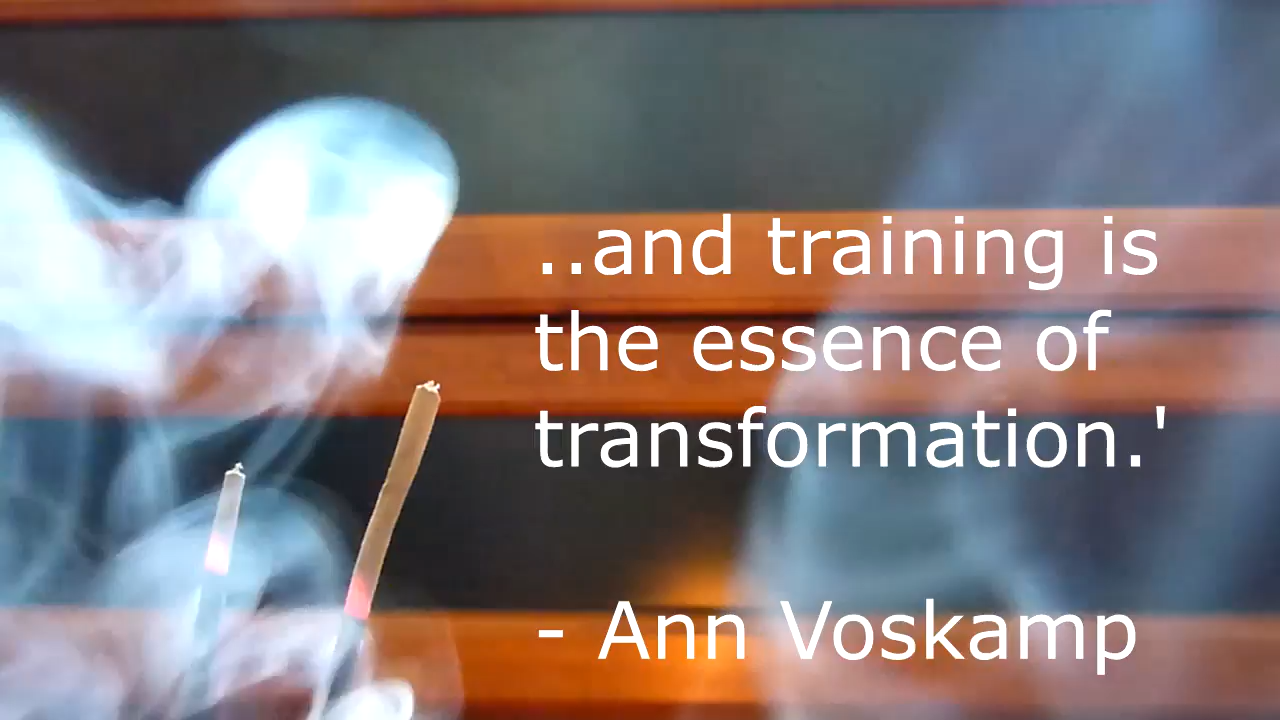 ..and training is
the essence of
transformation.'
- Ann Voskamp